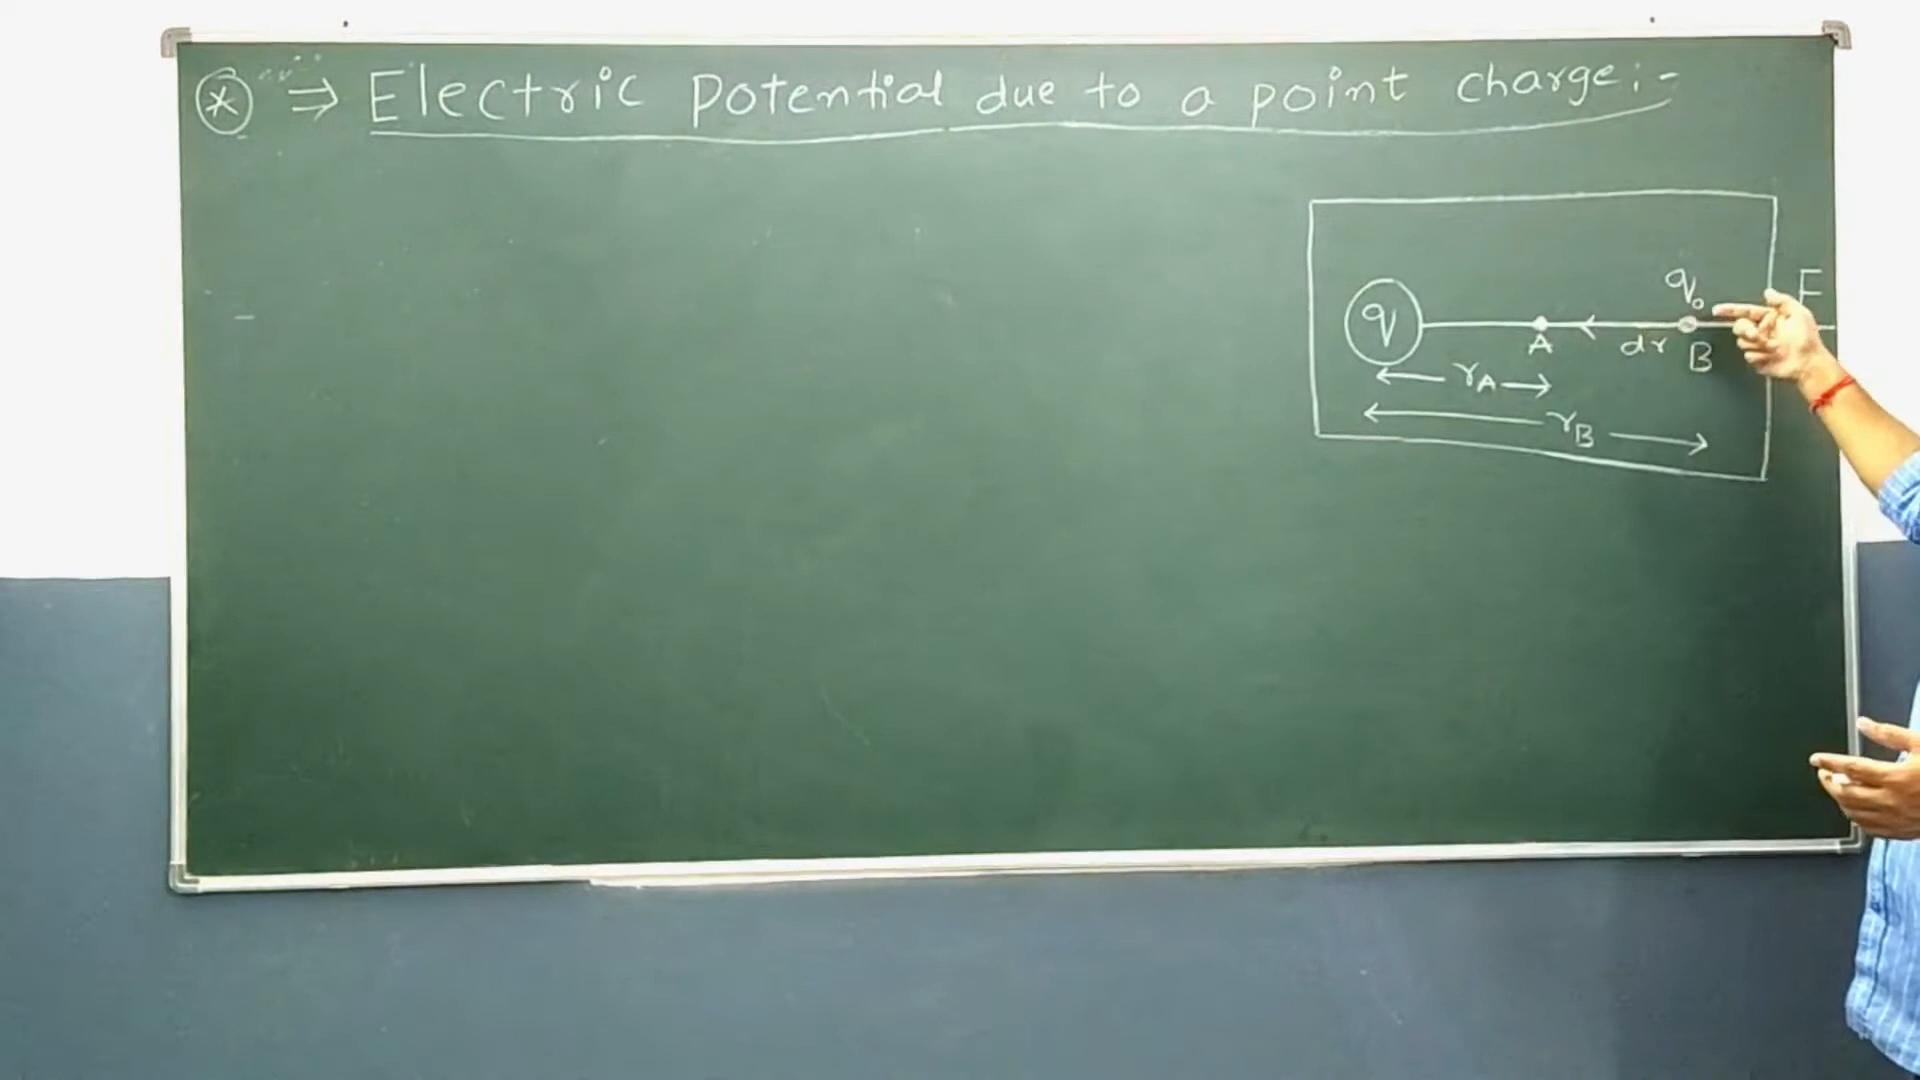 ⊛ ⇒ Electric Potential due to a point charge:-
q₀ E
q A dr B
r_A
r_B